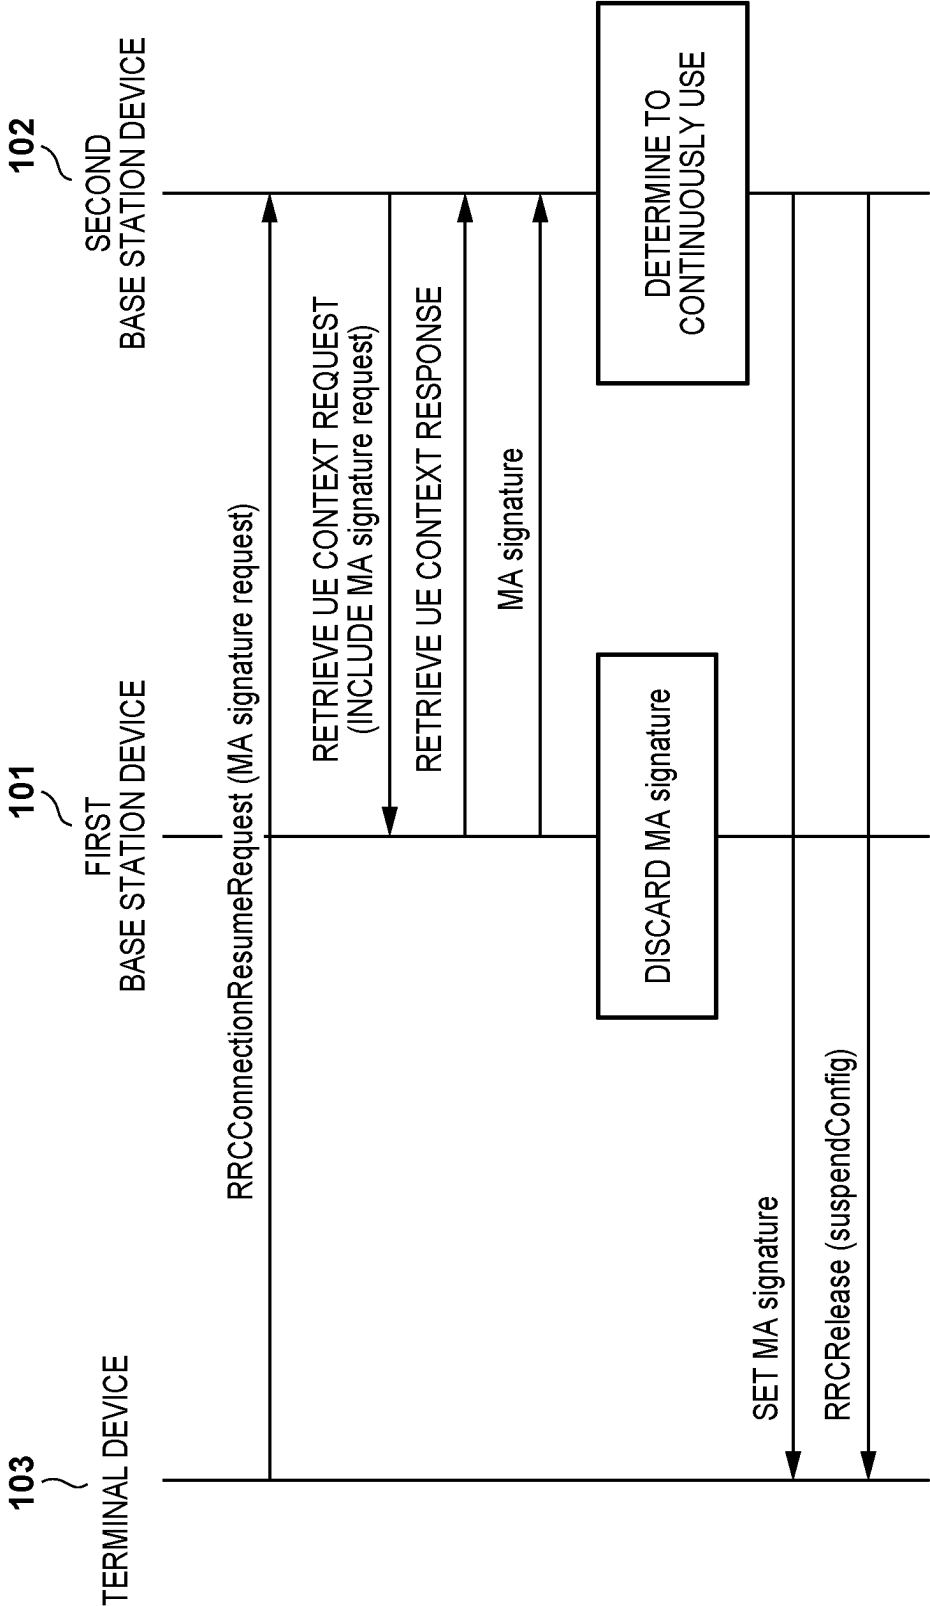 103
TERMINAL DEVICE
101
FIRST
BASE STATION DEVICE
102
SECOND
BASE STATION DEVICE
RRCConnectionResumeRequest (MA signature request)
RETRIEVE UE CONTEXT REQUEST
(INCLUDE MA signature request)
RETRIEVE UE CONTEXT RESPONSE
MA signature
DISCARD MA signature
DETERMINE TO
CONTINUOUSLY USE
SET MA signature
RRCRelease (suspendConfig)